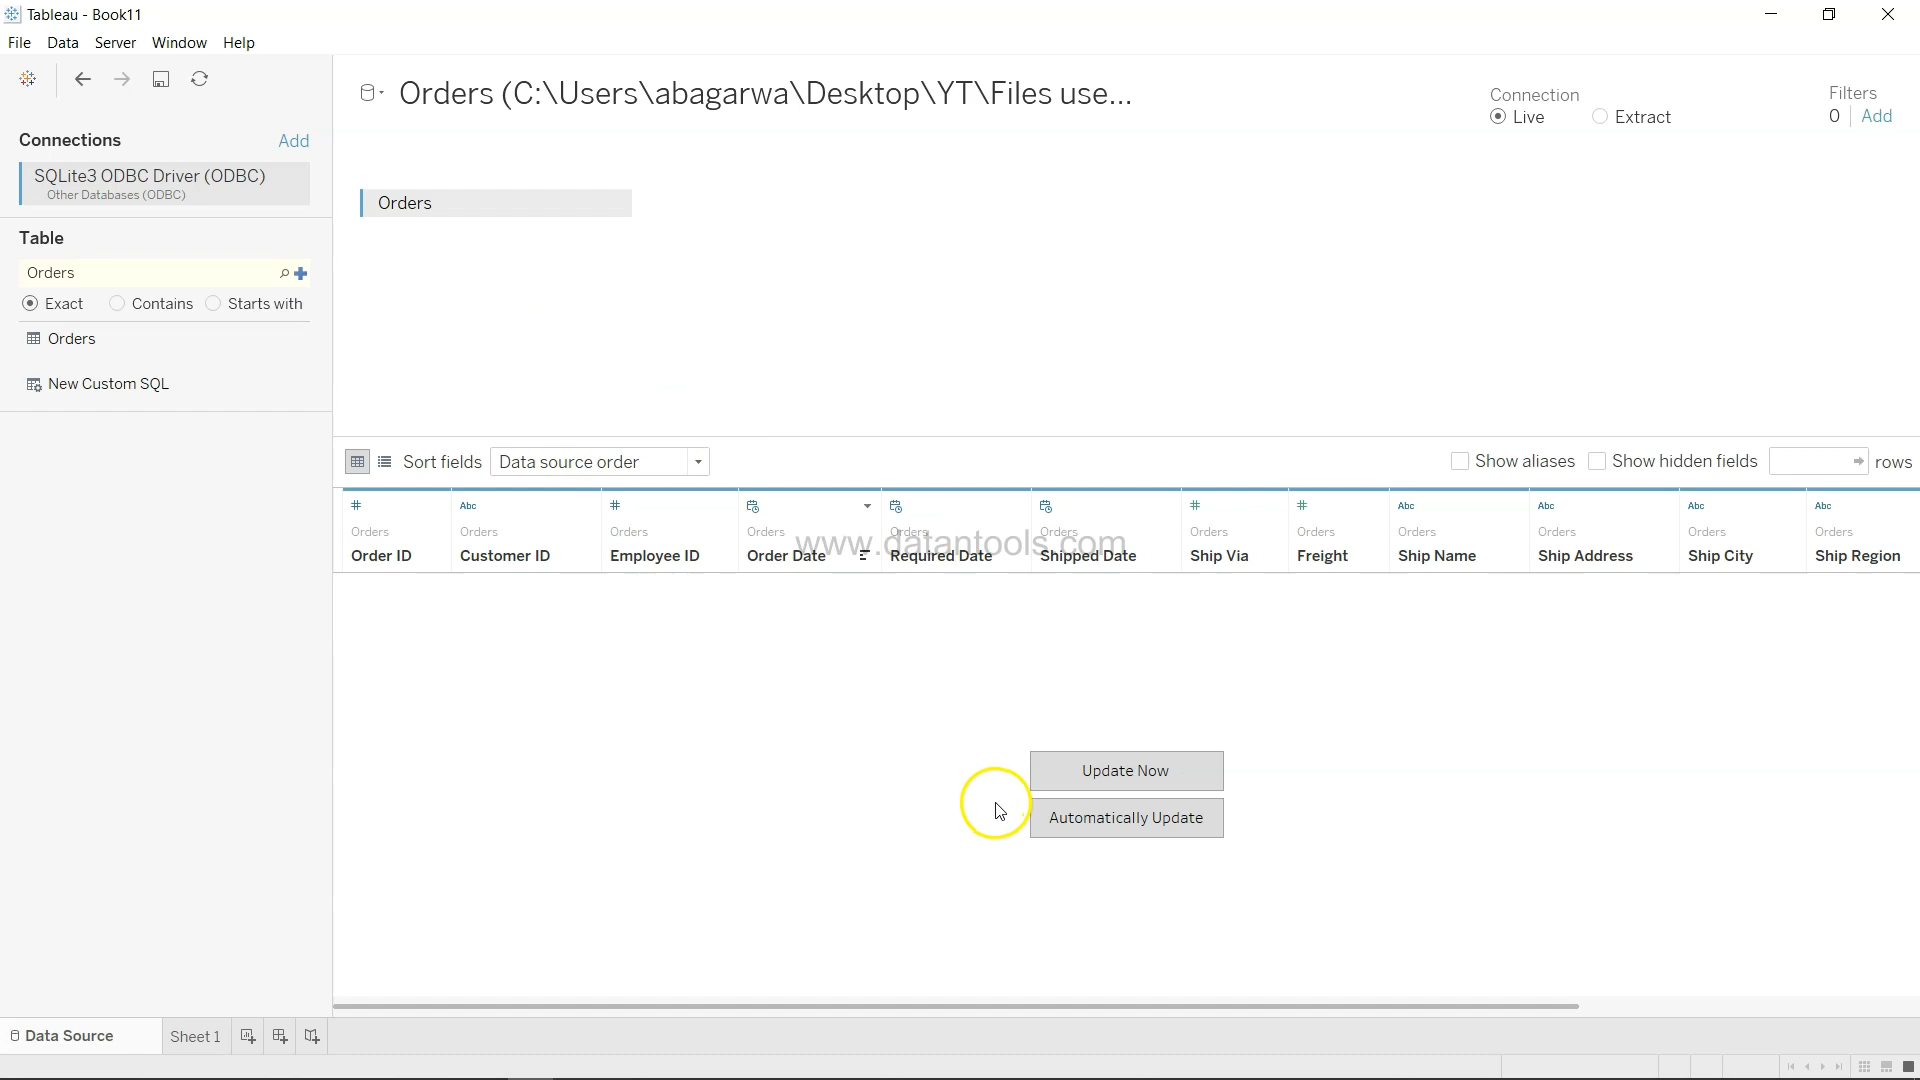 Tableau - Book11
File Data Server Window Help
Connections Add
SQLite3 ODBC Driver (ODBC)
Other Databases (ODBC)
Table
Orders
Exact Contains Starts with
Orders
New Custom SQL
Orders (C:\Users\abagarwa\Desktop\YT\Files use...
Connection
Live Extract
Filters
0 Add
Orders
Sort fields Data source order Show aliases Show hidden fields rows
# Abc # # # Abc Abc Abc Abc
Orders Orders Orders Orders Orders Orders Orders Orders Orders Orders Orders Orders
www.datantools.com
Order ID Customer ID Employee ID Order Date Required Date Shipped Date Ship Via Freight Ship Name Ship Address Ship City Ship Region
Update Now
Automatically Update
Data Source Sheet 1